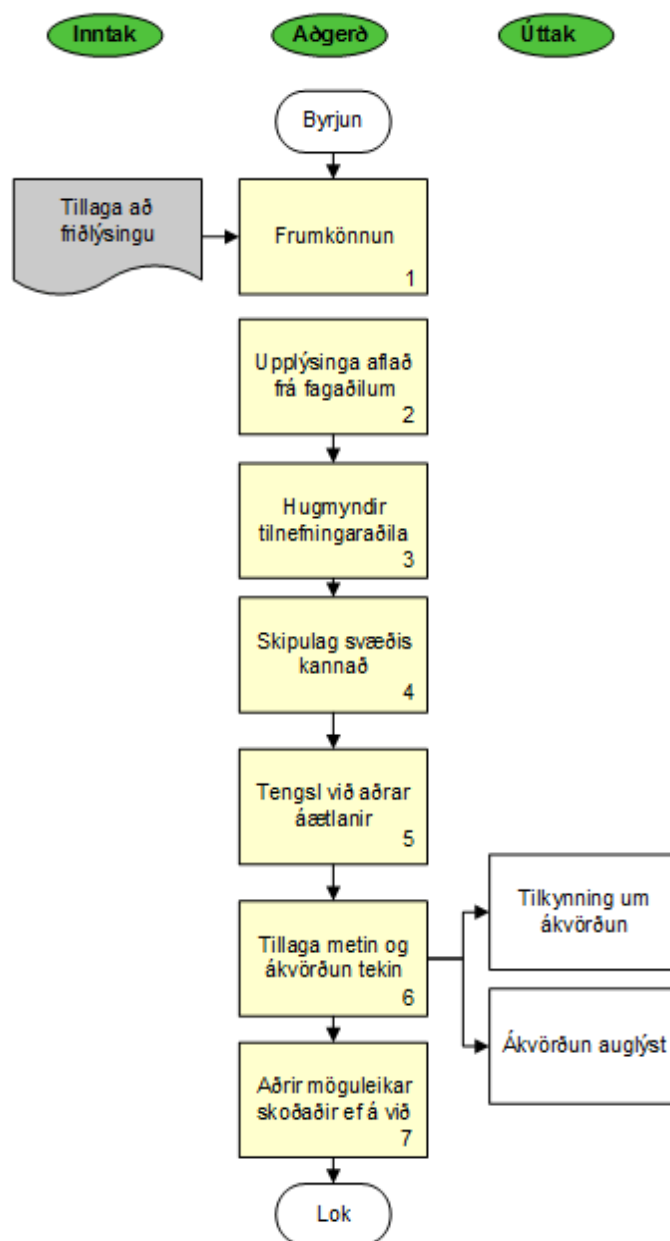 Inntak
Aðgerð
Úttak
Byrjun
Tillaga að
friðlýsingu
Frumkönnun
1
Upplýsinga aflað
frá fagaðilum
2
Hugmyndir
tilnefningaraðila
3
Skipulag svæðis
kannað
4
Tengsl við aðrar
áætlanir
5
Tillaga metin og
ákvörðun tekin
6
Tilkynning um
ákvörðun
Ákvörðun auglýst
Aðrir möguleikar
skoðaðir ef á við
7
Lok